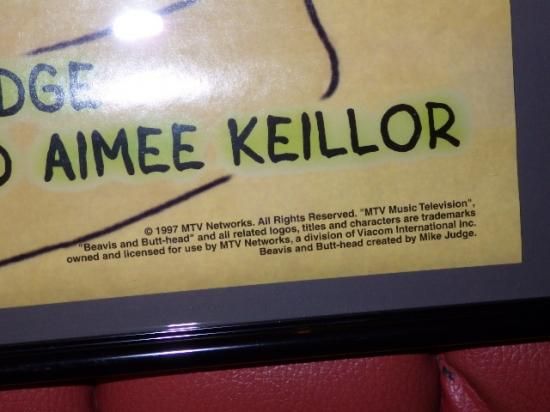 DGE
AIMEE KEILLOR
© 1997 MTV Networks. All Rights Reserved. "MTV Music Television",
"Beavis and Butt-head" and all related logos, titles and characters are trademarks
owned and licensed for use by MTV Networks, a division of Viacom International inc.
Beavis and Butt-head created by Mike Judge.